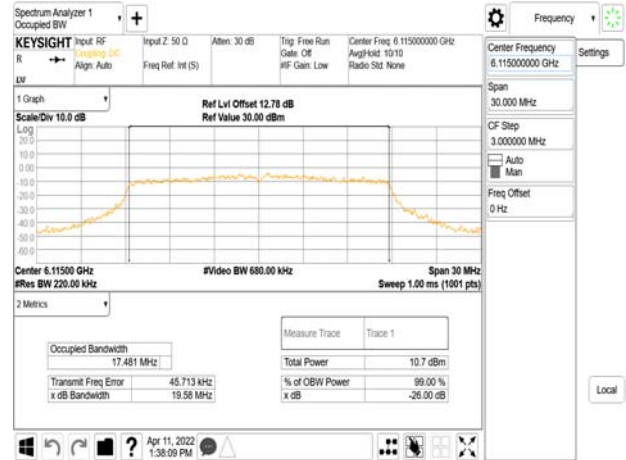 Spectrum Analyzer 1
Occupied BW
Frequency
KEYSIGHT
R
LV
Input: RF
Coupling: DC
Align: Auto
Input Z: 50 Ω
Freq Ref: Int (S)
Atten: 30 dB
Trig: Free Run
Gate: Off
#IF Gain: Low
Center Freq: 6.115000000 GHz
Avg|Hold: 10/10
Radio Std: None
Center Frequency
6.115000000 GHz
Settings
Span
30.000 MHz
CF Step
3.000000 MHz
Auto
Man
Freq Offset
0 Hz
Local
1 Graph
Scale/Div 10.0 dB
Ref Lvl Offset 12.78 dB
Ref Value 30.00 dBm
Log
20.0
10.0
0.00
-10.0
-20.0
-30.0
-40.0
-50.0
-60.0
Center 6.11500 GHz
#Res BW 220.00 kHz
#Video BW 680.00 kHz
Span 30 MHz
Sweep 1.00 ms (1001 pts)
2 Metrics
Measure Trace
Trace 1
Occupied Bandwidth
17.481 MHz
Total Power
10.7 dBm
Transmit Freq Error
45.713 kHz
% of OBW Power
99.00 %
x dB Bandwidth
19.58 MHz
x dB
-26.00 dB
Apr 11, 2022
1:38:09 PM